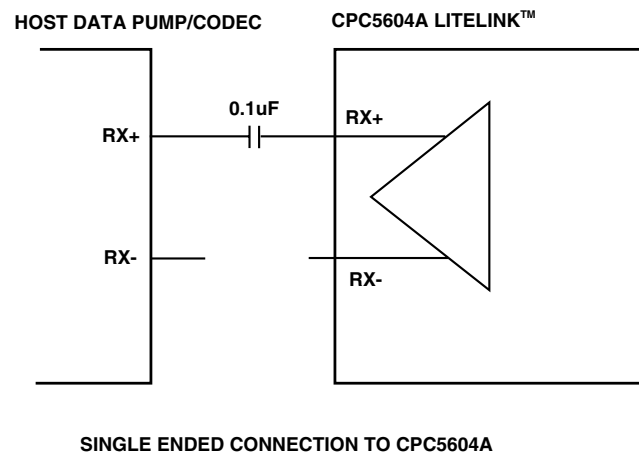 HOST DATA PUMP/CODEC
CPC5604A LITELINK™
0.1uF
RX+
RX+
RX-
RX-
SINGLE ENDED CONNECTION TO CPC5604A